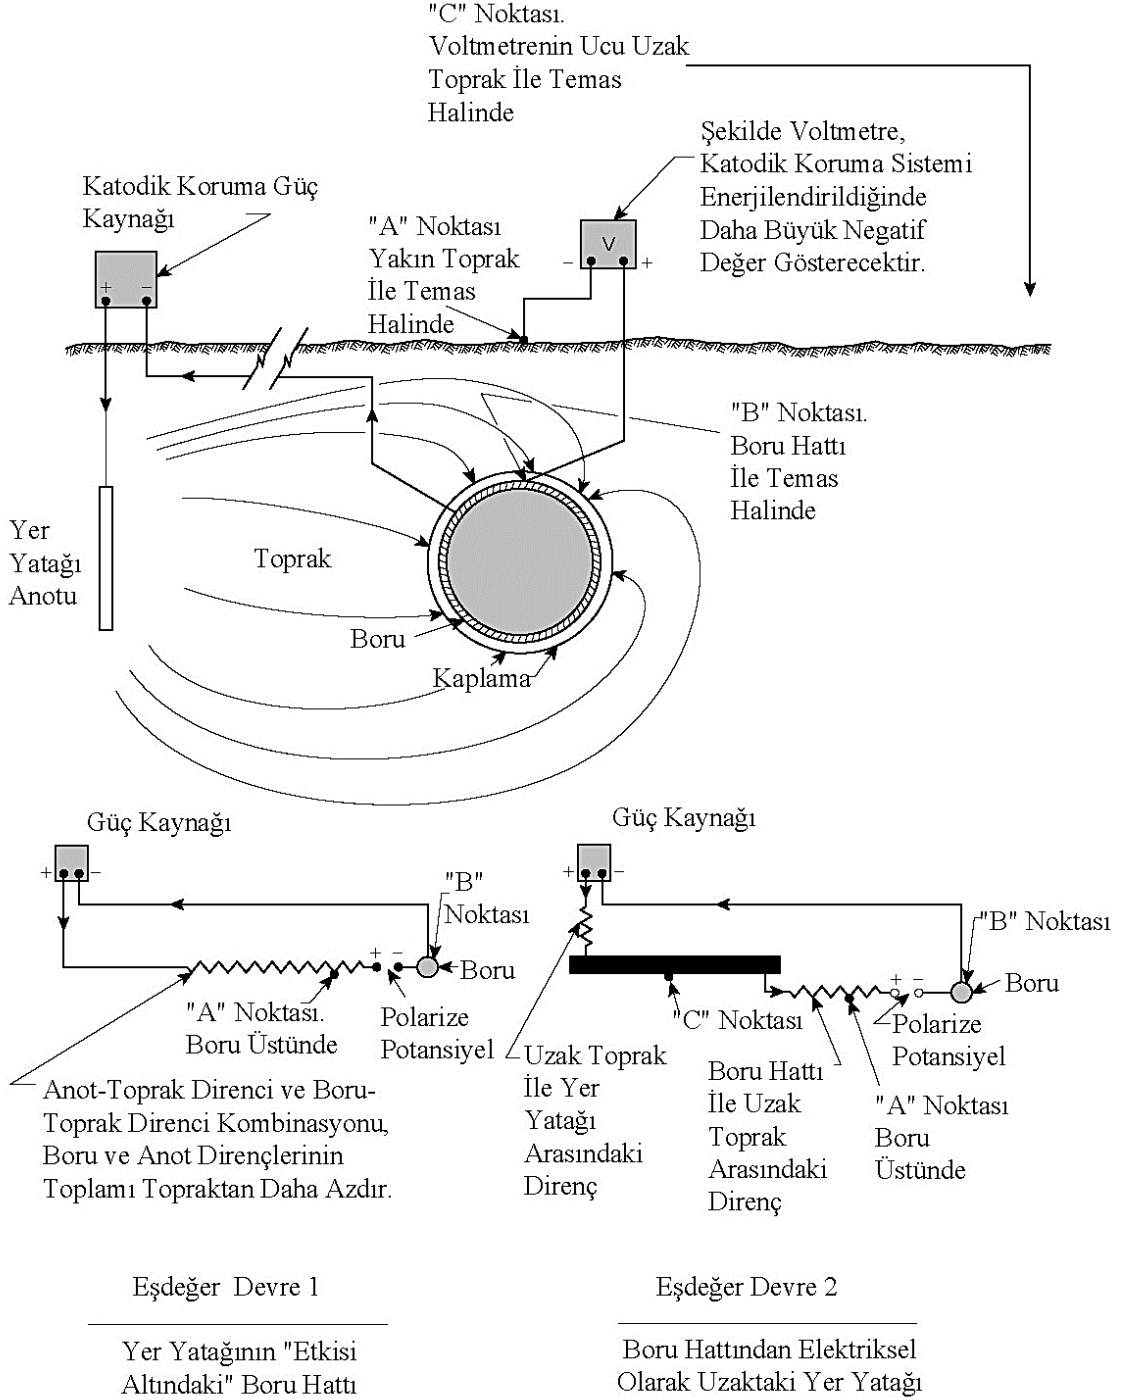 "C" Noktası.
Voltmetrenin Ucu Uzak
Toprak İle Temas
Halinde
Şekilde Voltmetre,
Katodik Koruma Sistemi
Enerjilendirildiğinde
Daha Büyük Negatif
Değer Gösterecektir.
Katodik Koruma Güç
Kaynağı
"A" Noktası
Yakın Toprak
İle Temas
Halinde
V
- +
+ -
"B" Noktası.
Boru Hattı
İle Temas
Halinde
Yer
Yatağı
Anotu
Toprak
Boru
Kaplama
Güç Kaynağı
+ -
"B"
Noktası
+ -
Boru
"A" Noktası.
Boru Üstünde
Polarize
Potansiyel
Anot-Toprak Direnci ve Boru-
Toprak Direnci Kombinasyonu,
Boru ve Anot Dirençlerinin
Toplamı Topraktan Daha Azdır.
Eşdeğer Devre 1
Yer Yatağının "Etkisi
Altındaki" Boru Hattı
Güç Kaynağı
+ -
"B" Noktası
+ -
Boru
"C" Noktası
Polarize
Potansiyel
Uzak Toprak
İle Yer
Yatağı
Arasındaki
Direnç
Boru Hattı
İle Uzak
Toprak
Arasındaki
Direnç
"A" Noktası
Boru
Üstünde
Eşdeğer Devre 2
Boru Hattından Elektriksel
Olarak Uzaktaki Yer Yatağı